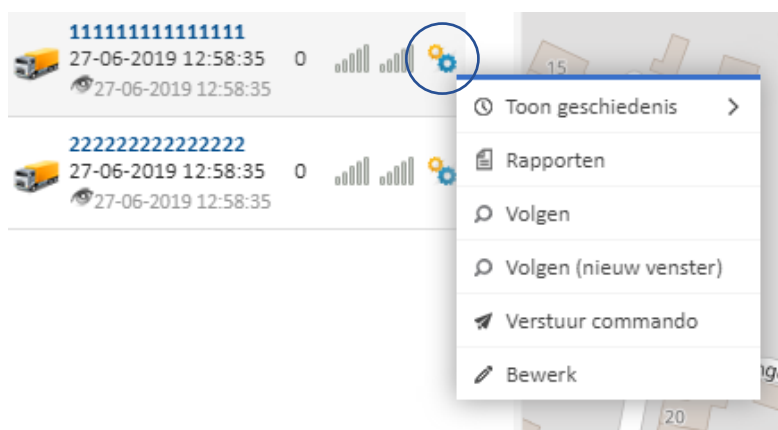 111111111111111
27-06-2019 12:58:35 0
27-06-2019 12:58:35
222222222222222
27-06-2019 12:58:35 0
27-06-2019 12:58:35
15
Toon geschiedenis
Rapporten
Volgen
Volgen (nieuw venster)
Verstuur commando
Bewerk
20